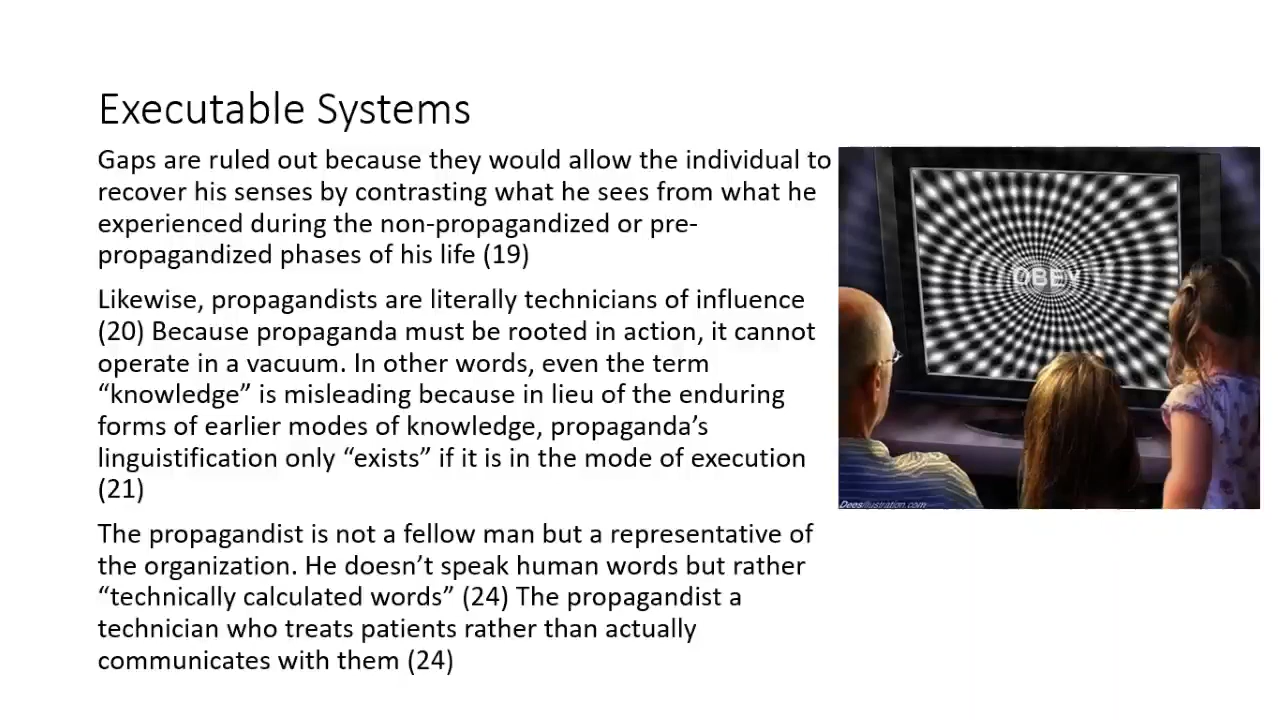 Executable Systems
Gaps are ruled out because they would allow the individual to
recover his senses by contrasting what he sees from what he
experienced during the non-propagandized or pre-
propagandized phases of his life (19)
Likewise, propagandists are literally technicians of influence
(20) Because propaganda must be rooted in action, it cannot
operate in a vacuum. In other words, even the term
“knowledge” is misleading because in lieu of the enduring
forms of earlier modes of knowledge, propaganda’s
linguistification only “exists” if it is in the mode of execution
(21)
The propagandist is not a fellow man but a representative of
the organization. He doesn’t speak human words but rather
“technically calculated words” (24) The propagandist a
technician who treats patients rather than actually
communicates with them (24)
OBEY
DeesIllustration.com